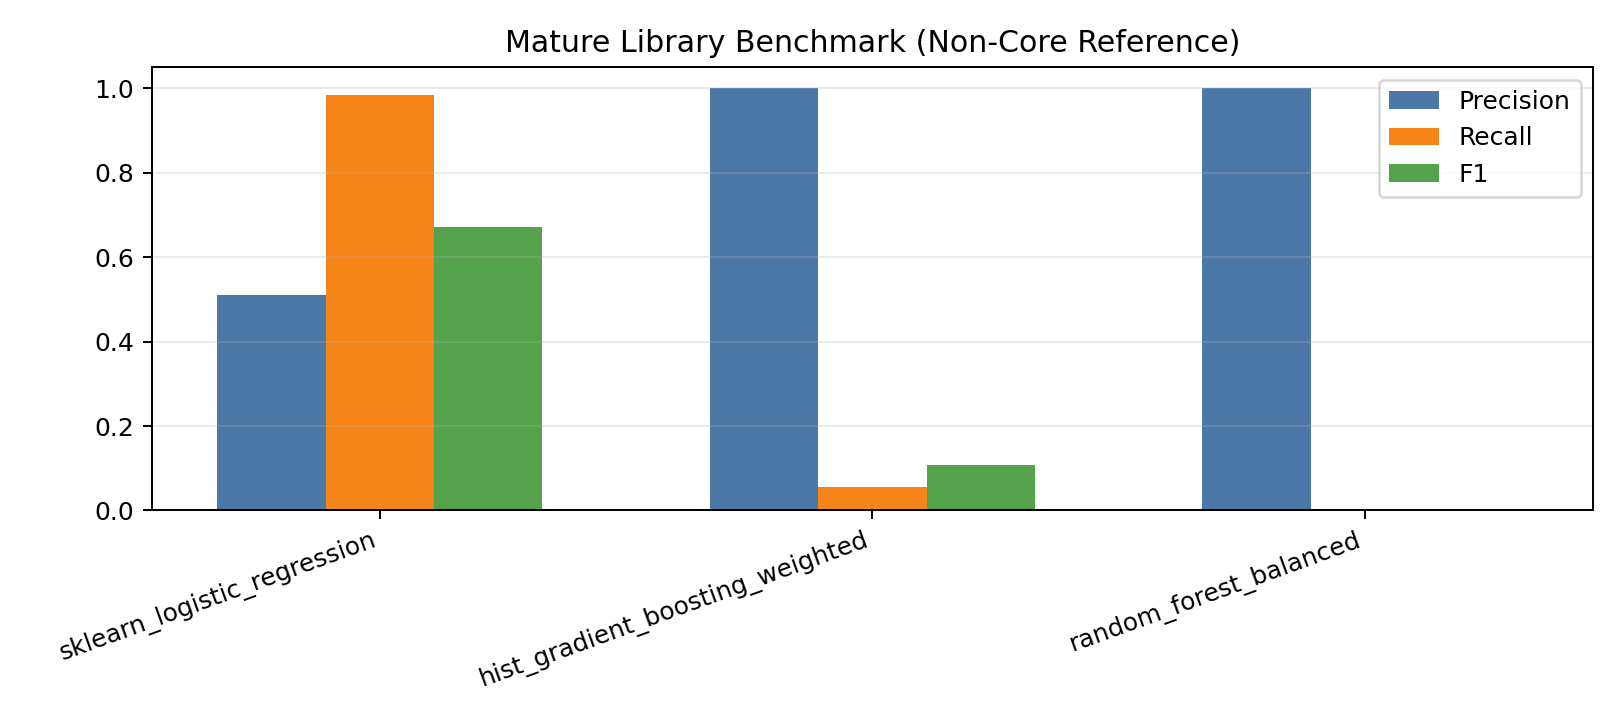 Mature Library Benchmark (Non-Core Reference)
1.0
0.8
0.6
0.4
0.2
0.0
Precision
Recall
F1
sklearn_logistic_regression
hist_gradient_boosting_weighted
random_forest_balanced